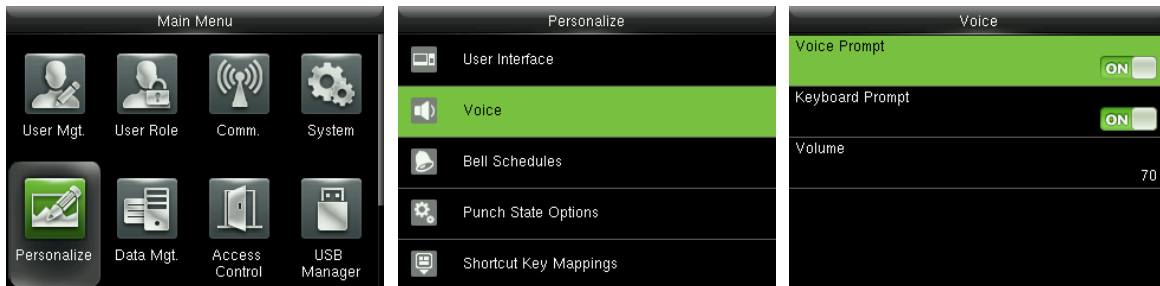 Main Menu
User Mgt.
User Role
Comm.
System
Personalize
Data Mgt.
Access
Control
USB
Manager
Personalize
User Interface
Voice
Bell Schedules
Punch State Options
Shortcut Key Mappings
Voice
Voice Prompt
ON
Keyboard Prompt
ON
Volume
70